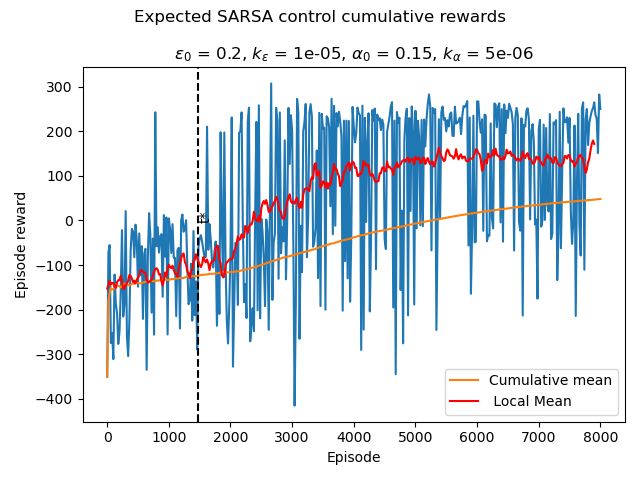 Expected SARSA control cumulative rewards
ε₀ = 0.2, kε = 1e-05, α₀ = 0.15, kα = 5e-06
Episode reward
300
200
100
0
−100
−200
−300
−400
0 1000 2000 3000 4000 5000 6000 7000 8000
Episode
Cumulative mean
Local Mean